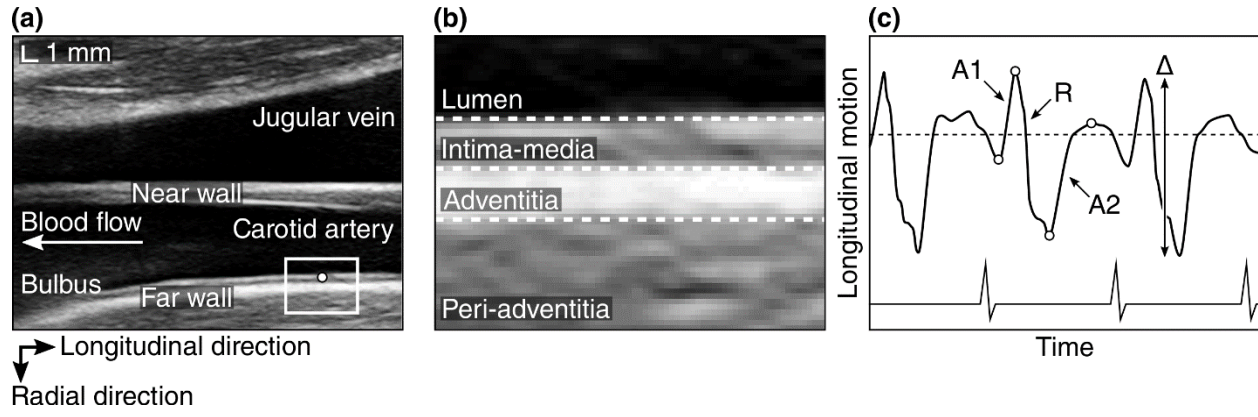 (a)
1 mm
Jugular vein
Near wall
Blood flow
Carotid artery
Bulbus
Far wall
Longitudinal direction
Radial direction
(b)
Lumen
Intima-media
Adventitia
Peri-adventitia
(c)
Longitudinal motion
A1
R
Δ
A2
Time